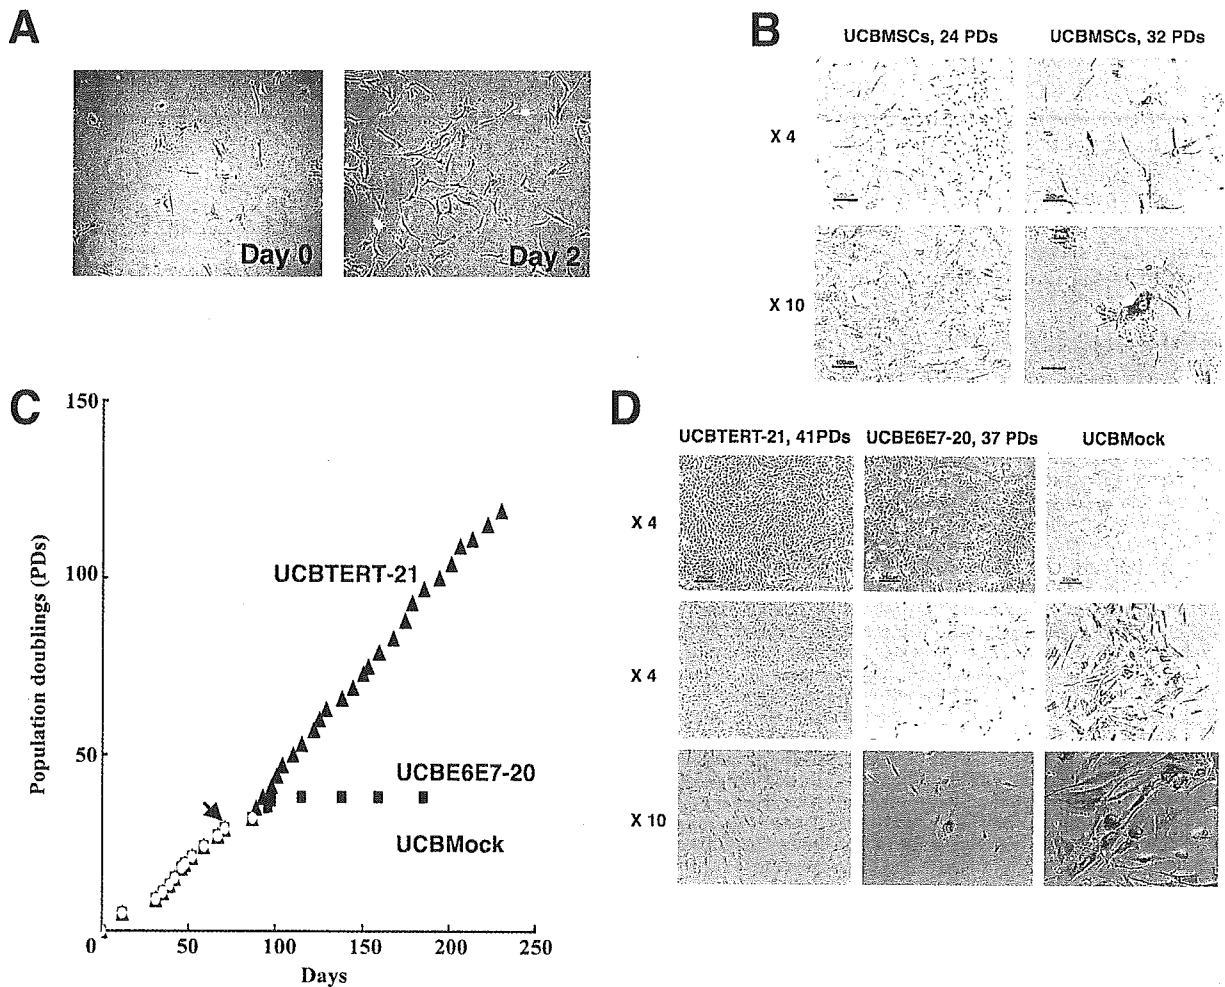 A
Day 0
Day 2
B
UCBMSCs, 24 PDs
UCBMSCs, 32 PDs
X 4
X 10
100um
C
150
100
50
0
50
100
150
200
250
Population doublings (PDs)
Days
UCBTERT-21
UCBE6E7-20
UCBMock
D
UCBTERT-21, 41PDs
UCBE6E7-20, 37 PDs
UCBMock
X 4
X 4
X 10